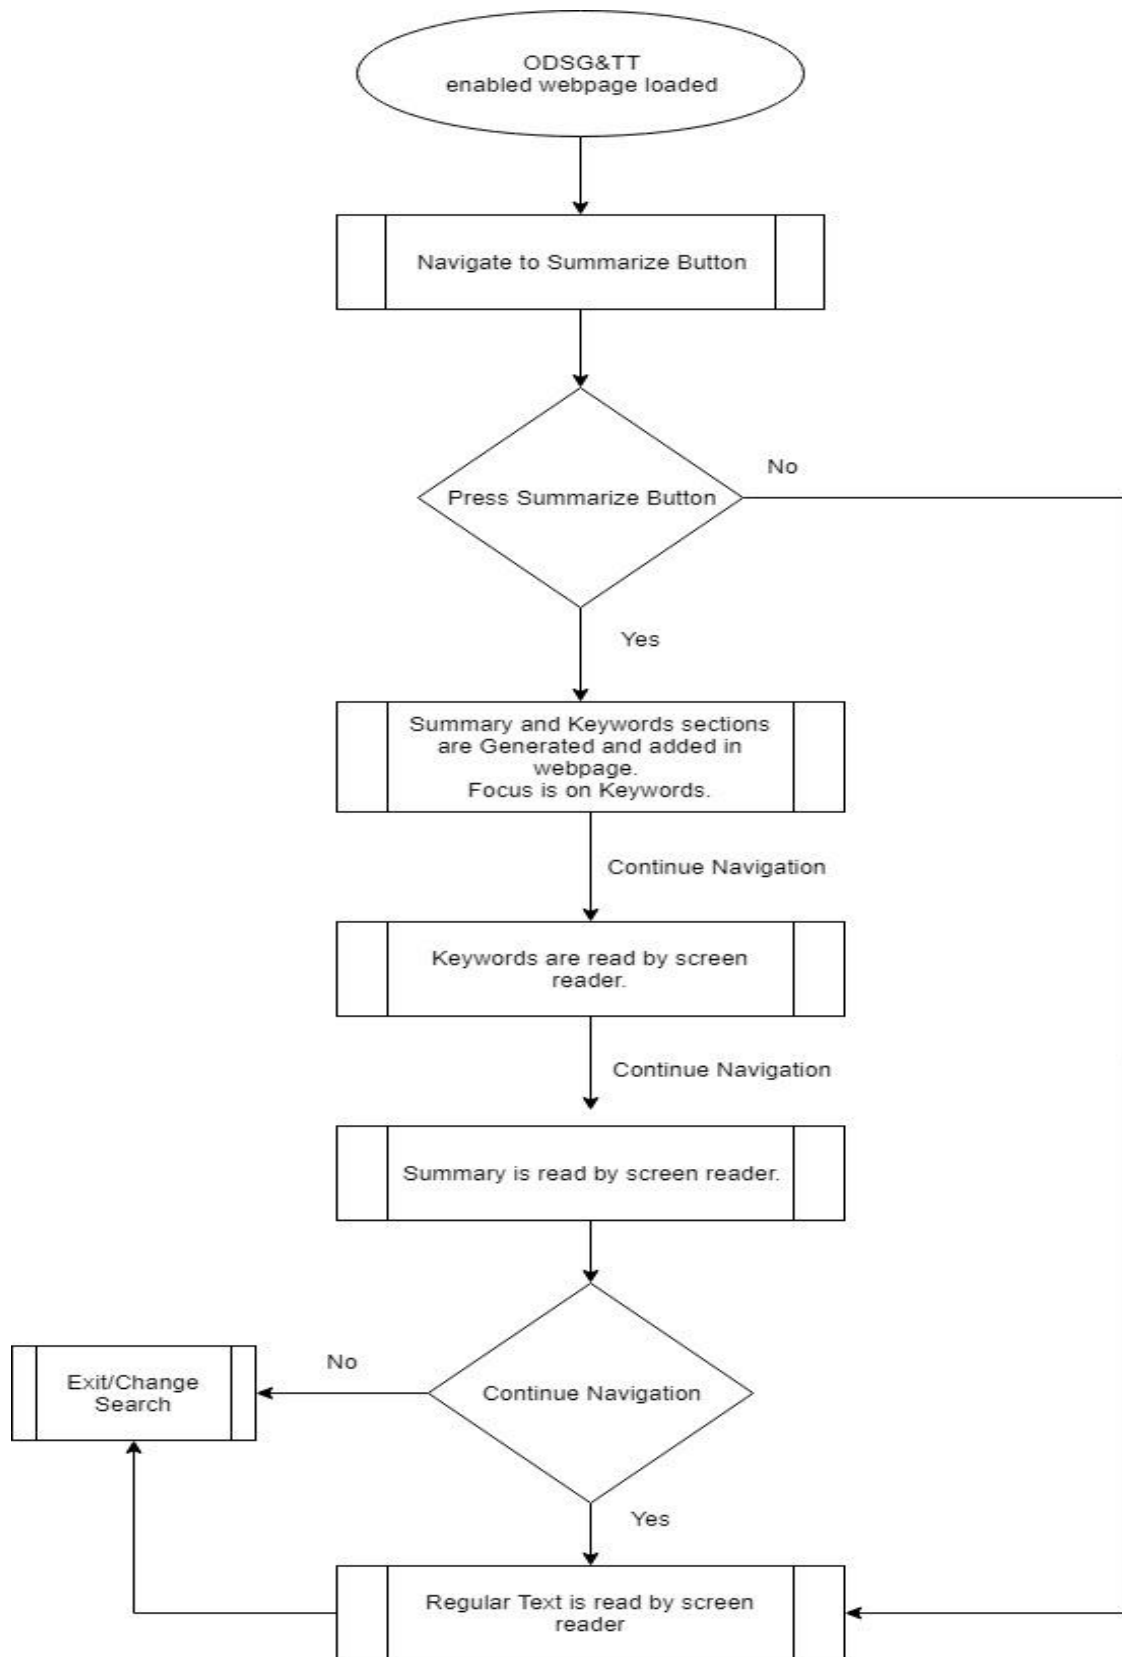 ODSG&TT
enabled webpage loaded
Navigate to Summarize Button
No
Press Summarize Button
Yes
Summary and Keywords sections
are Generated and added in
webpage.
Focus is on Keywords.
Continue Navigation
Keywords are read by screen
reader.
Continue Navigation
Summary is read by screen reader.
No
Exit/Change
Search
Continue Navigation
Yes
Regular Text is read by screen
reader